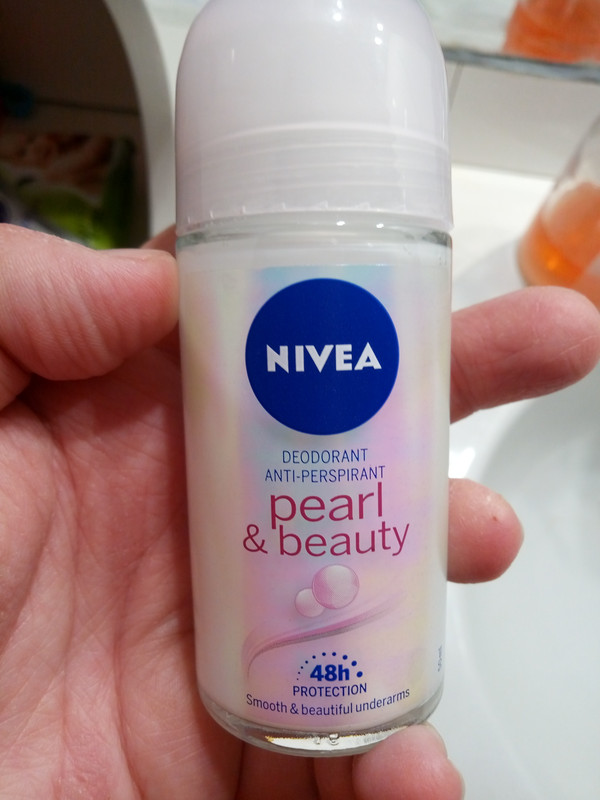 NIVEA
DEODORANT
ANTI-PERSPIRANT
pearl
& beauty
48h
PROTECTION
Smooth & beautiful underarms